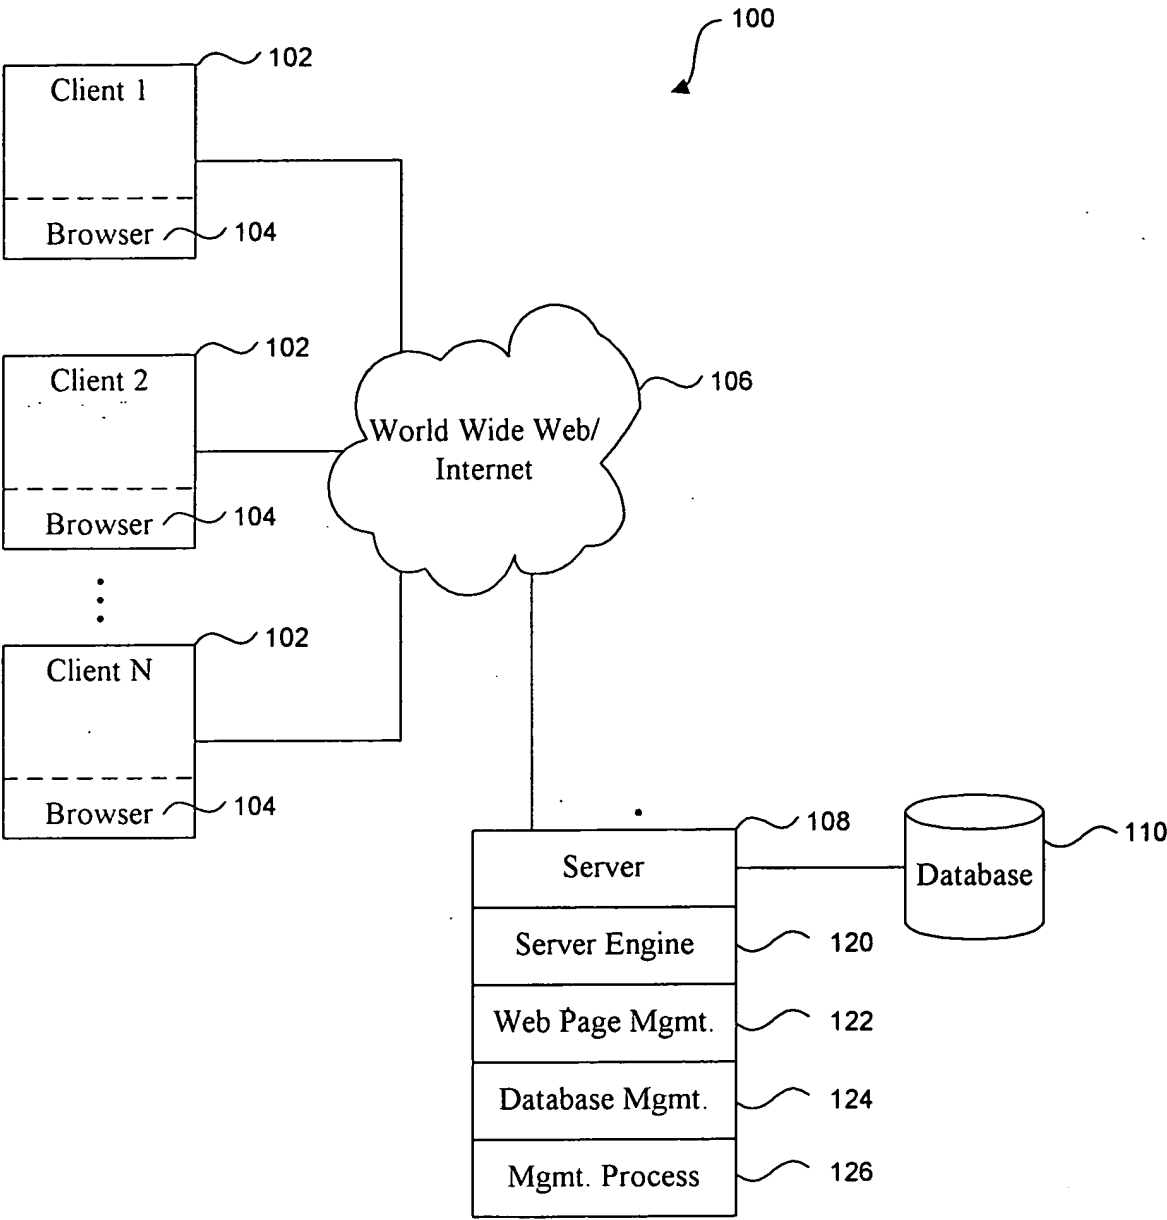 100
102
Client 1
Browser
104
102
Client 2
Browser
104
102
Client N
Browser
104
World Wide Web/
Internet
106
Server
108
Database
110
Server Engine
120
Web Page Mgmt.
122
Database Mgmt.
124
Mgmt. Process
126